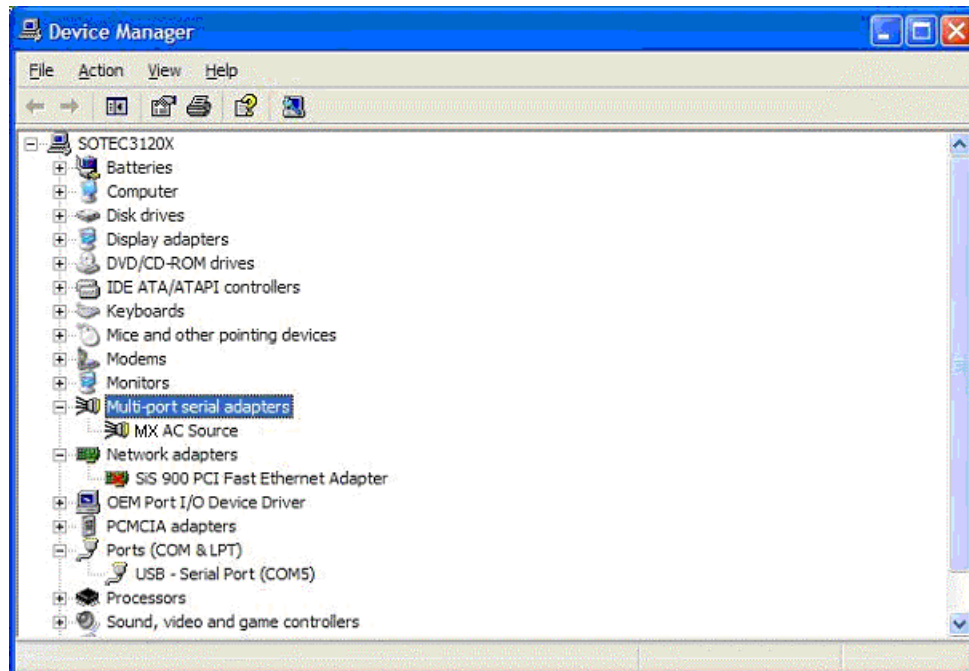 Device Manager
File Action View Help
SOTEC3120X
Batteries
Computer
Disk drives
Display adapters
DVD/CD-ROM drives
IDE ATA/ATAPI controllers
Keyboards
Mice and other pointing devices
Modems
Monitors
Multi-port serial adapters
MX AC Source
Network adapters
SiS 900 PCI Fast Ethernet Adapter
OEM Port I/O Device Driver
PCMCIA adapters
Ports (COM & LPT)
USB - Serial Port (COM5)
Processors
Sound, video and game controllers